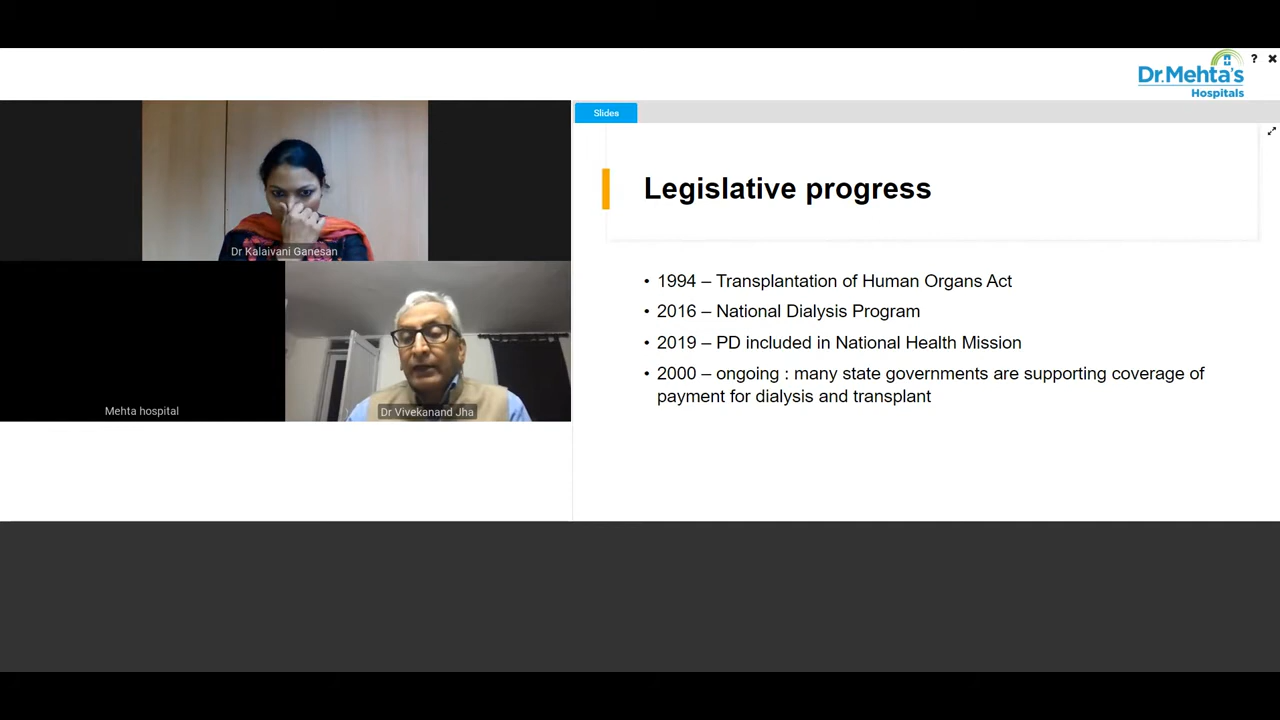 Dr.Mehta's
Hospitals
? ✖
Slides
Legislative progress
• 1994 – Transplantation of Human Organs Act
• 2016 – National Dialysis Program
• 2019 – PD included in National Health Mission
• 2000 – ongoing : many state governments are supporting coverage of
payment for dialysis and transplant
Dr Kalaivani Ganesan
Mehta hospital
Dr Vivekanand Jha